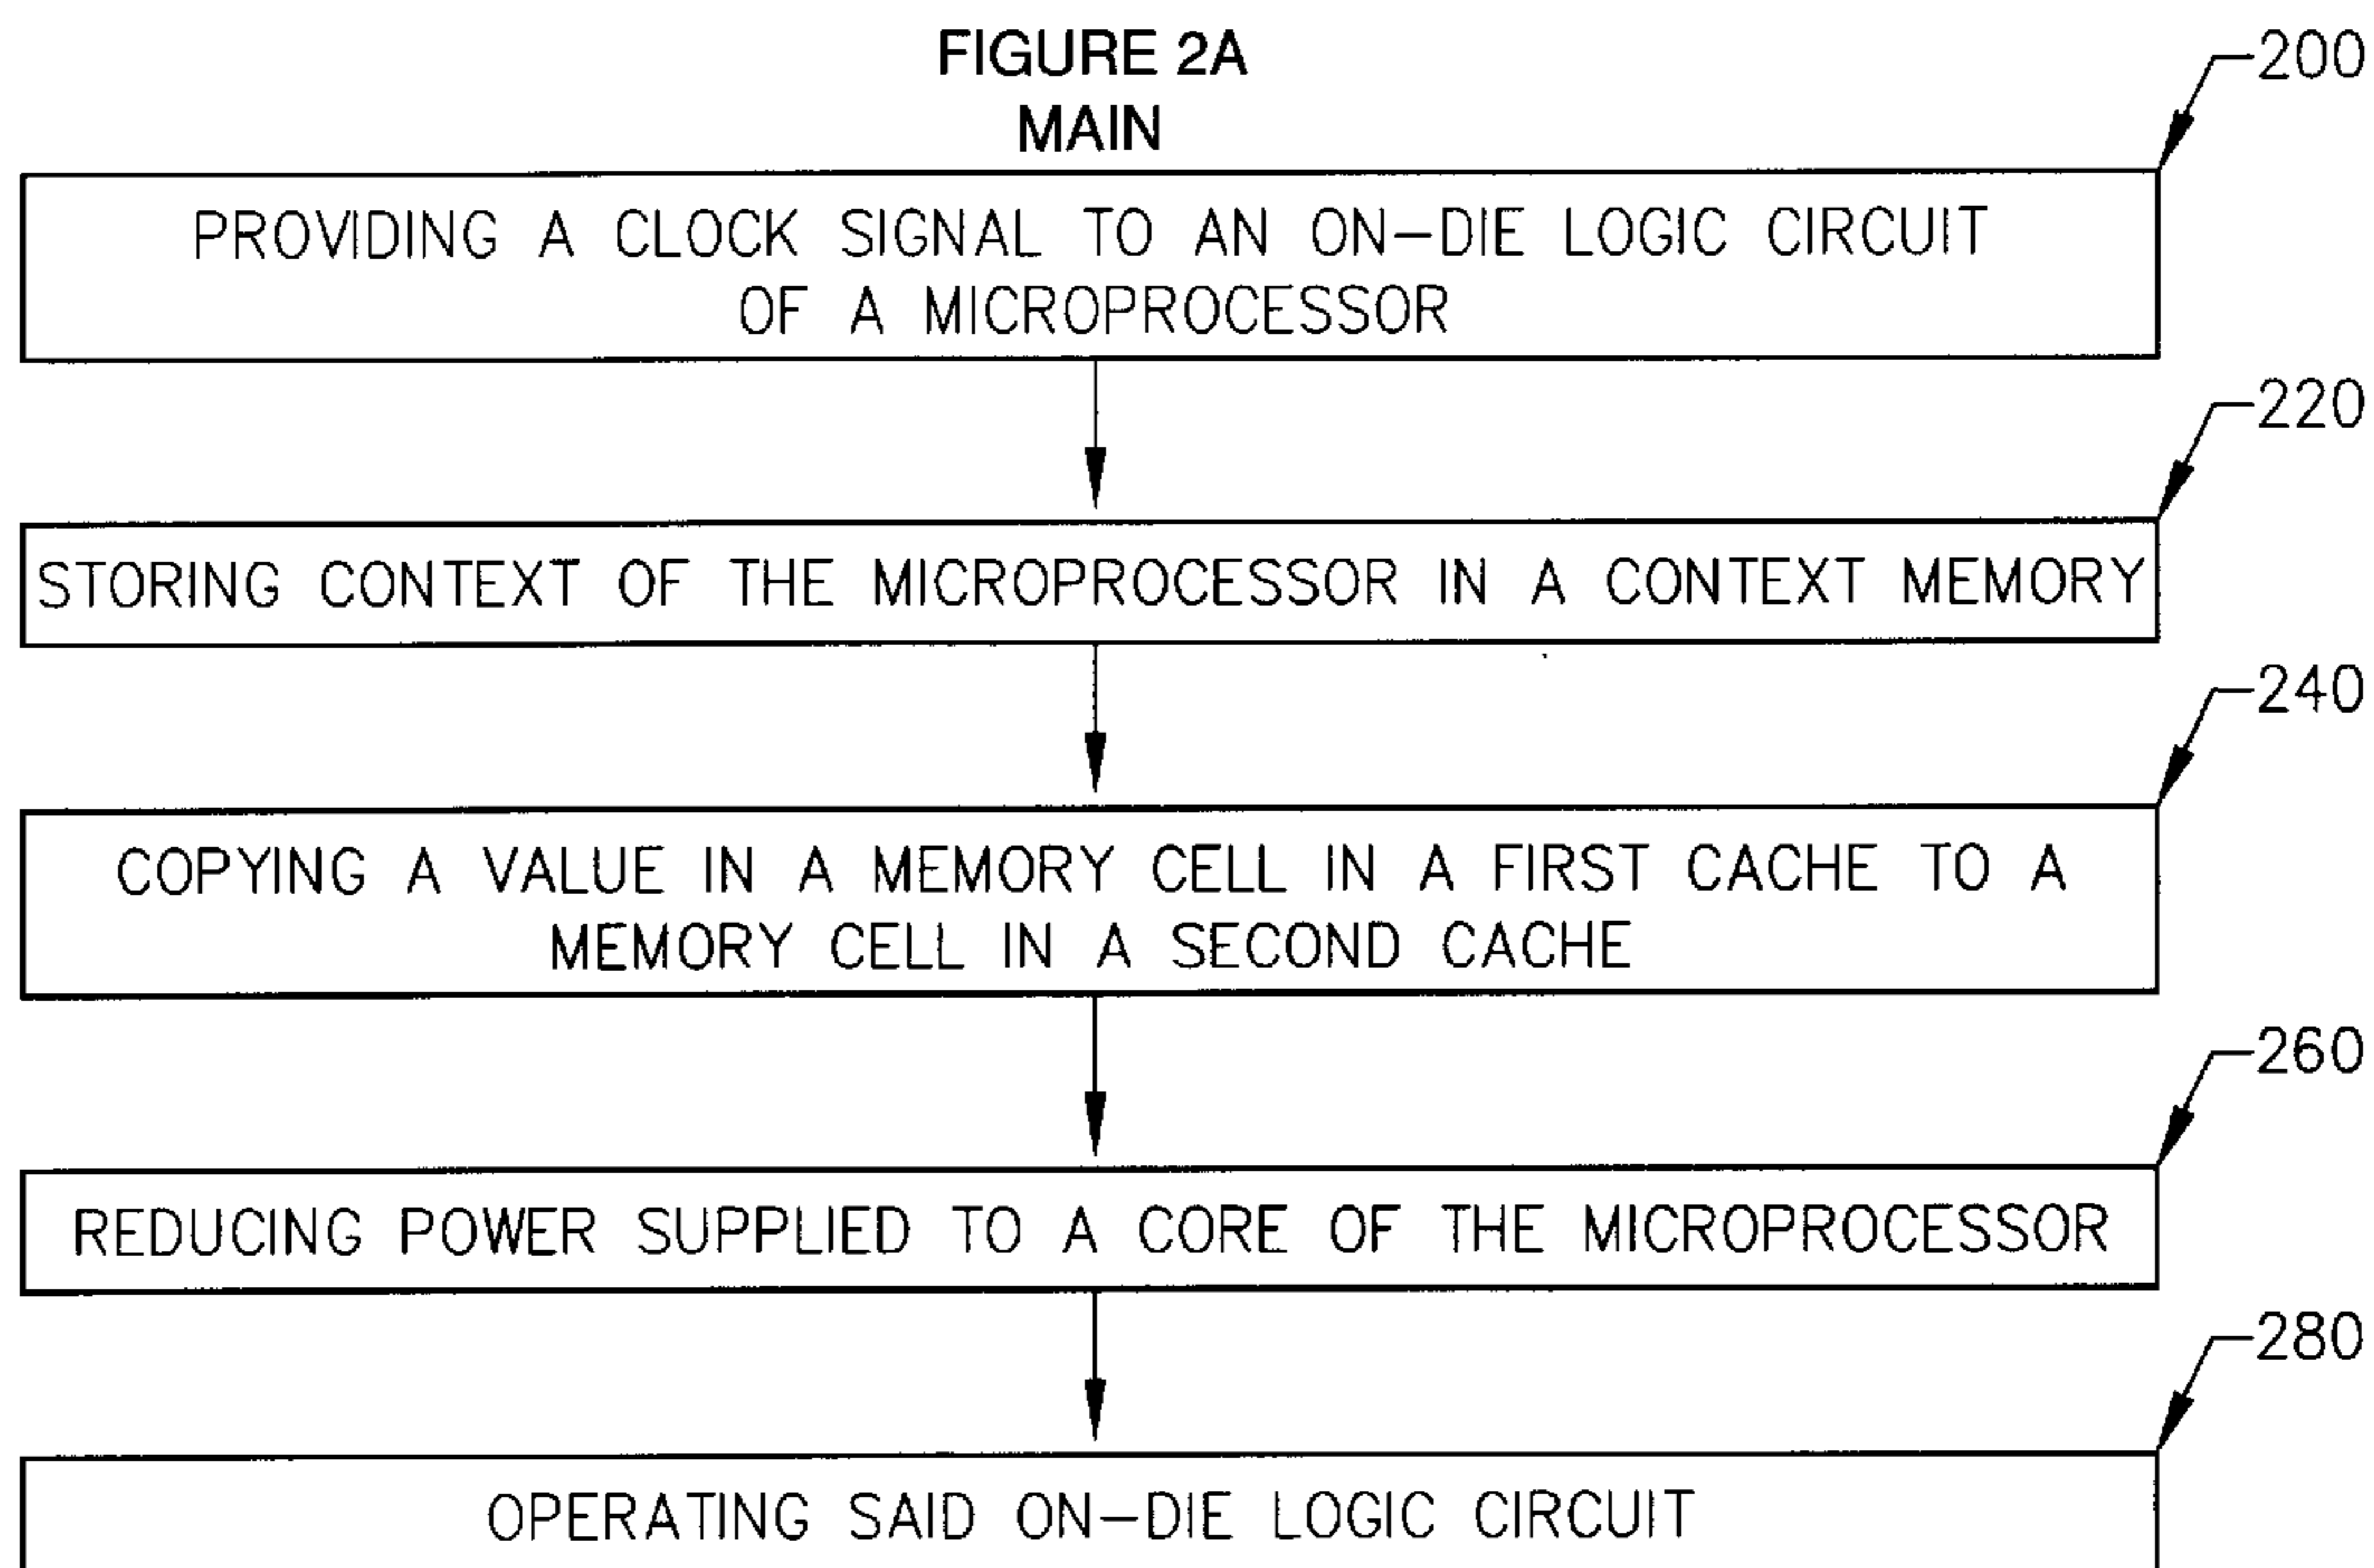 FIGURE 2A
MAIN
200
PROVIDING A CLOCK SIGNAL TO AN ON-DIE LOGIC CIRCUIT
OF A MICROPROCESSOR
220
STORING CONTEXT OF THE MICROPROCESSOR IN A CONTEXT MEMORY
240
COPYING A VALUE IN A MEMORY CELL IN A FIRST CACHE TO A
MEMORY CELL IN A SECOND CACHE
260
REDUCING POWER SUPPLIED TO A CORE OF THE MICROPROCESSOR
280
OPERATING SAID ON-DIE LOGIC CIRCUIT